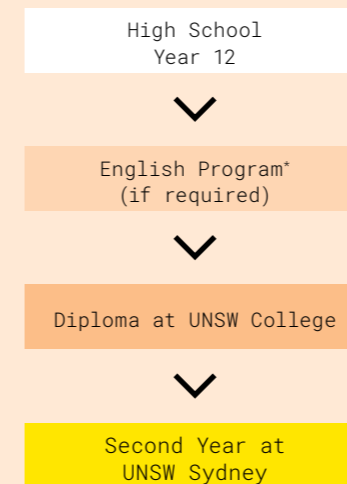 High School
Year 12
English Program*
(if required)
Diploma at UNSW College
Second Year at
UNSW Sydney